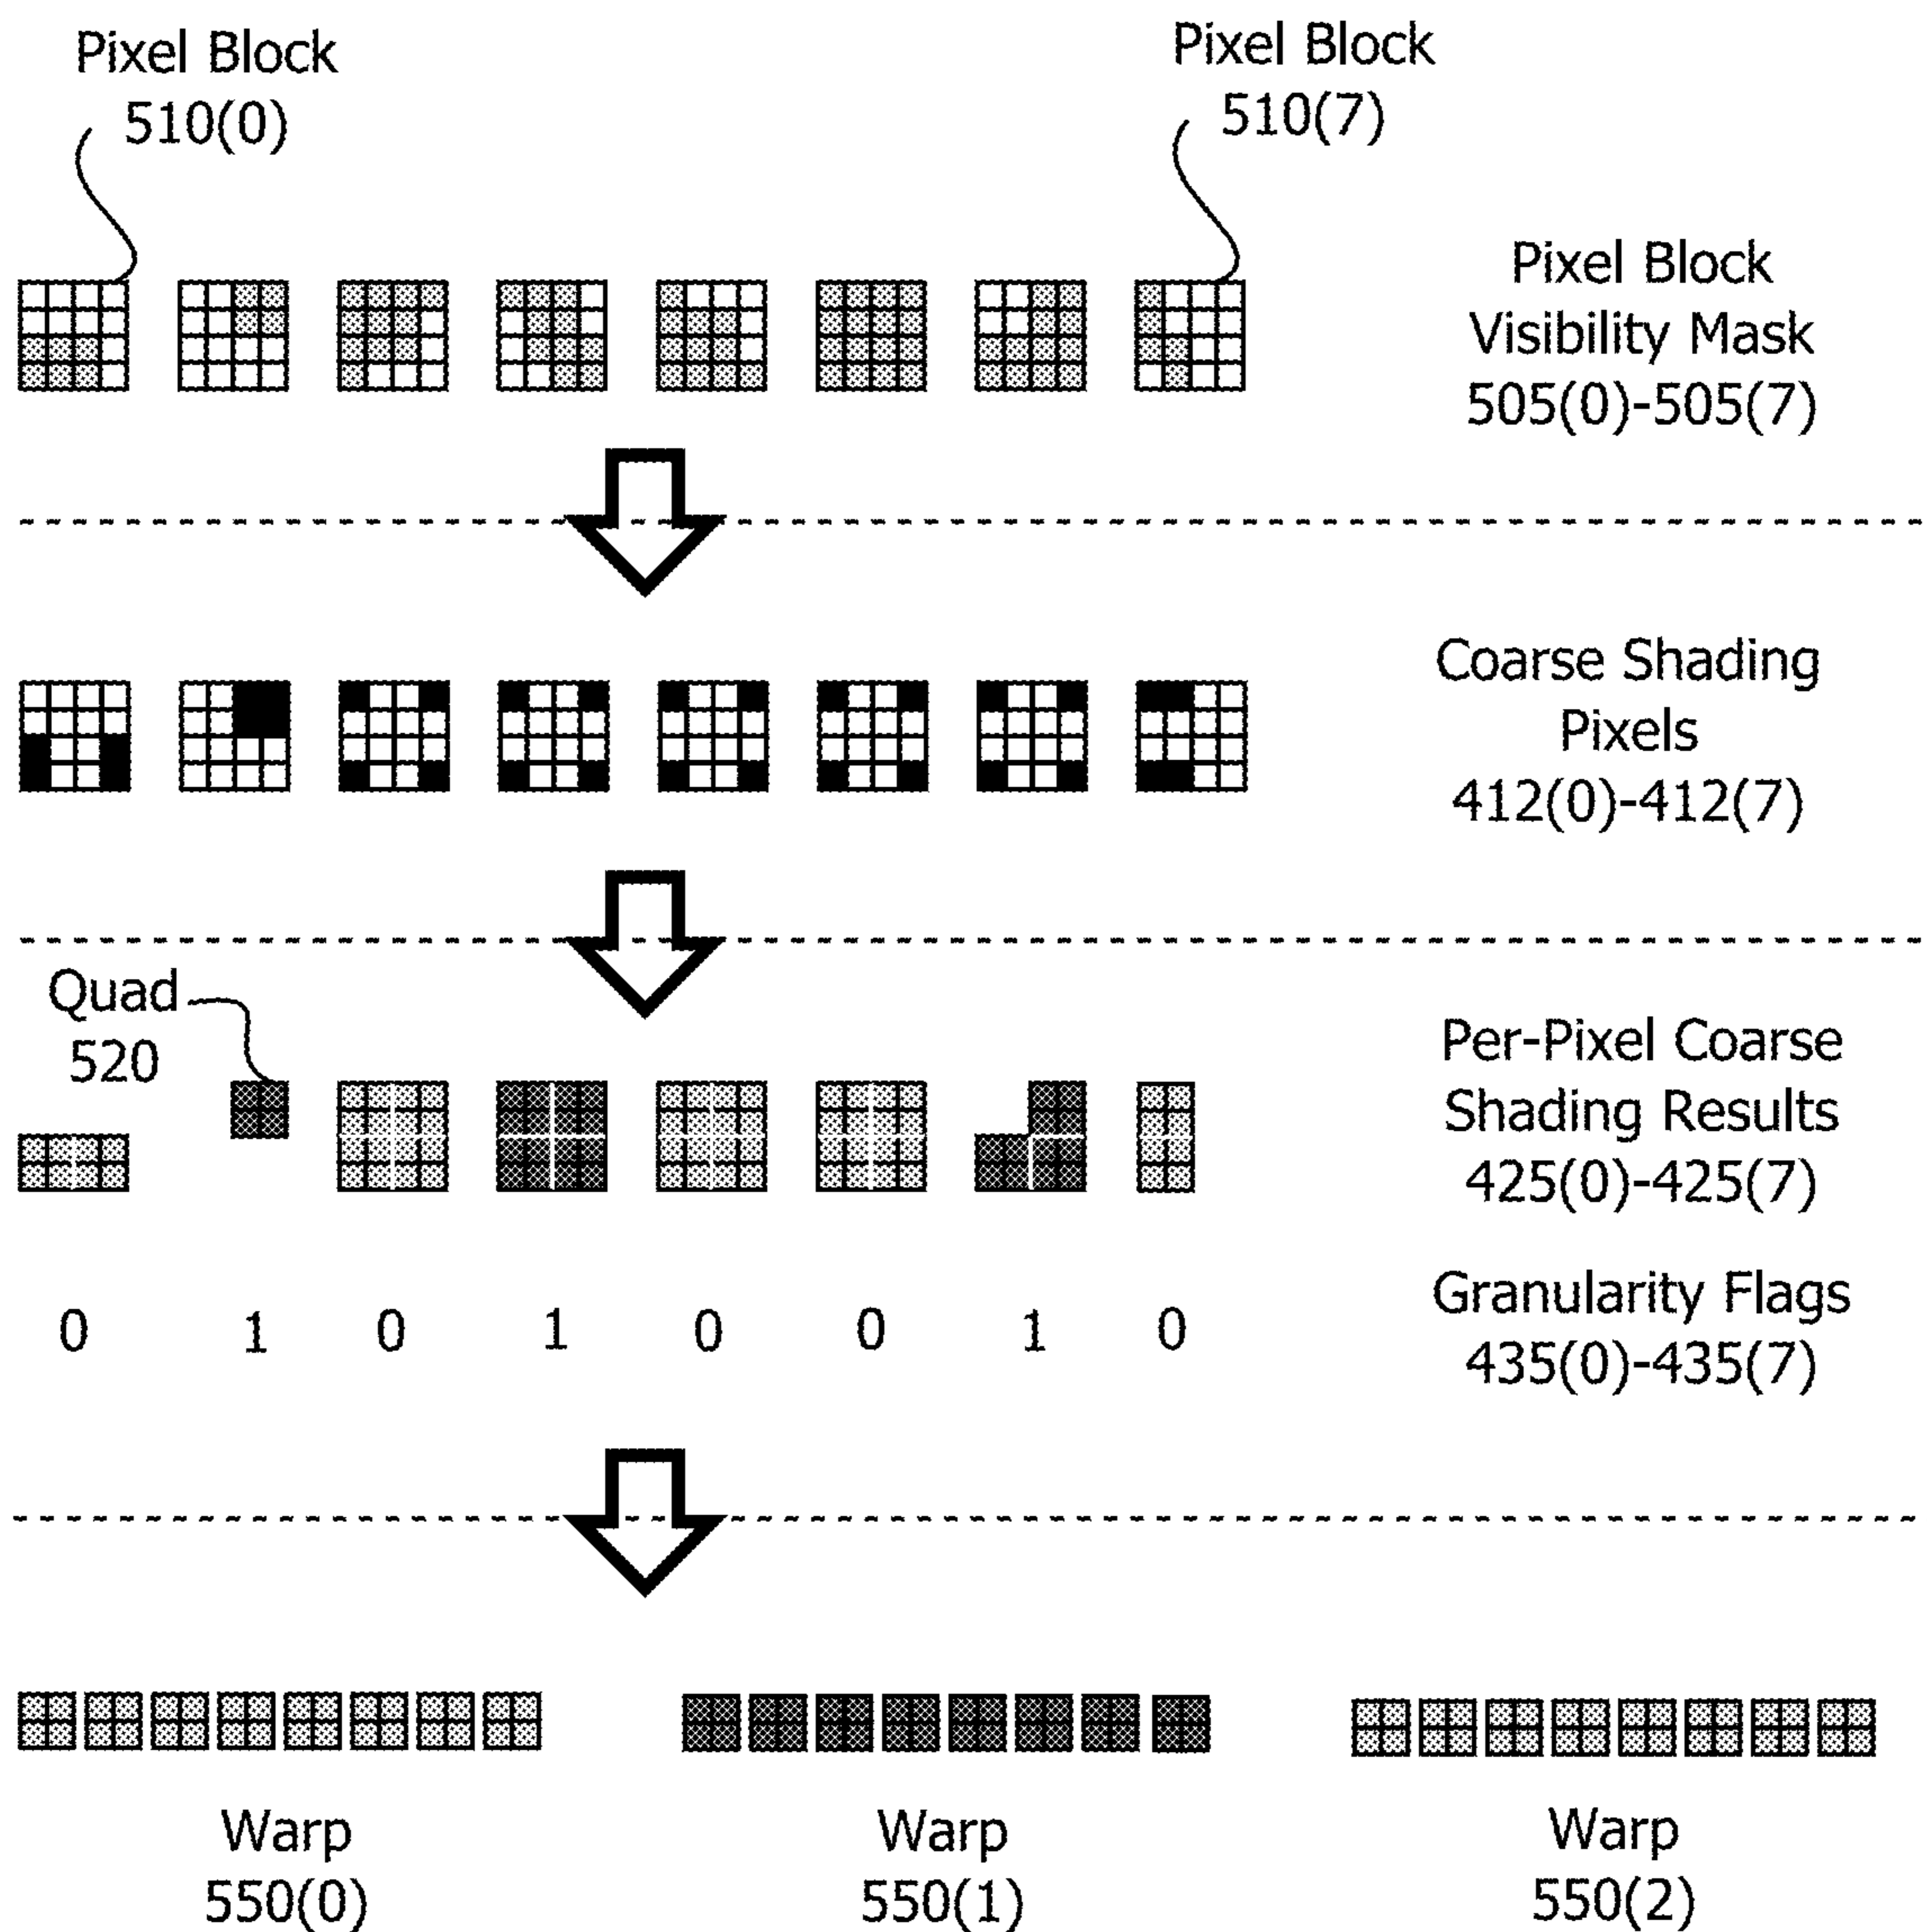 Pixel Block
510(0)
Pixel Block
510(7)
Pixel Block
Visibility Mask
505(0)-505(7)
Coarse Shading
Pixels
412(0)-412(7)
Quad
520
Per-Pixel Coarse
Shading Results
425(0)-425(7)
0 1 0 1 0 0 1 0
Granularity Flags
435(0)-435(7)
Warp
550(0)
Warp
550(1)
Warp
550(2)